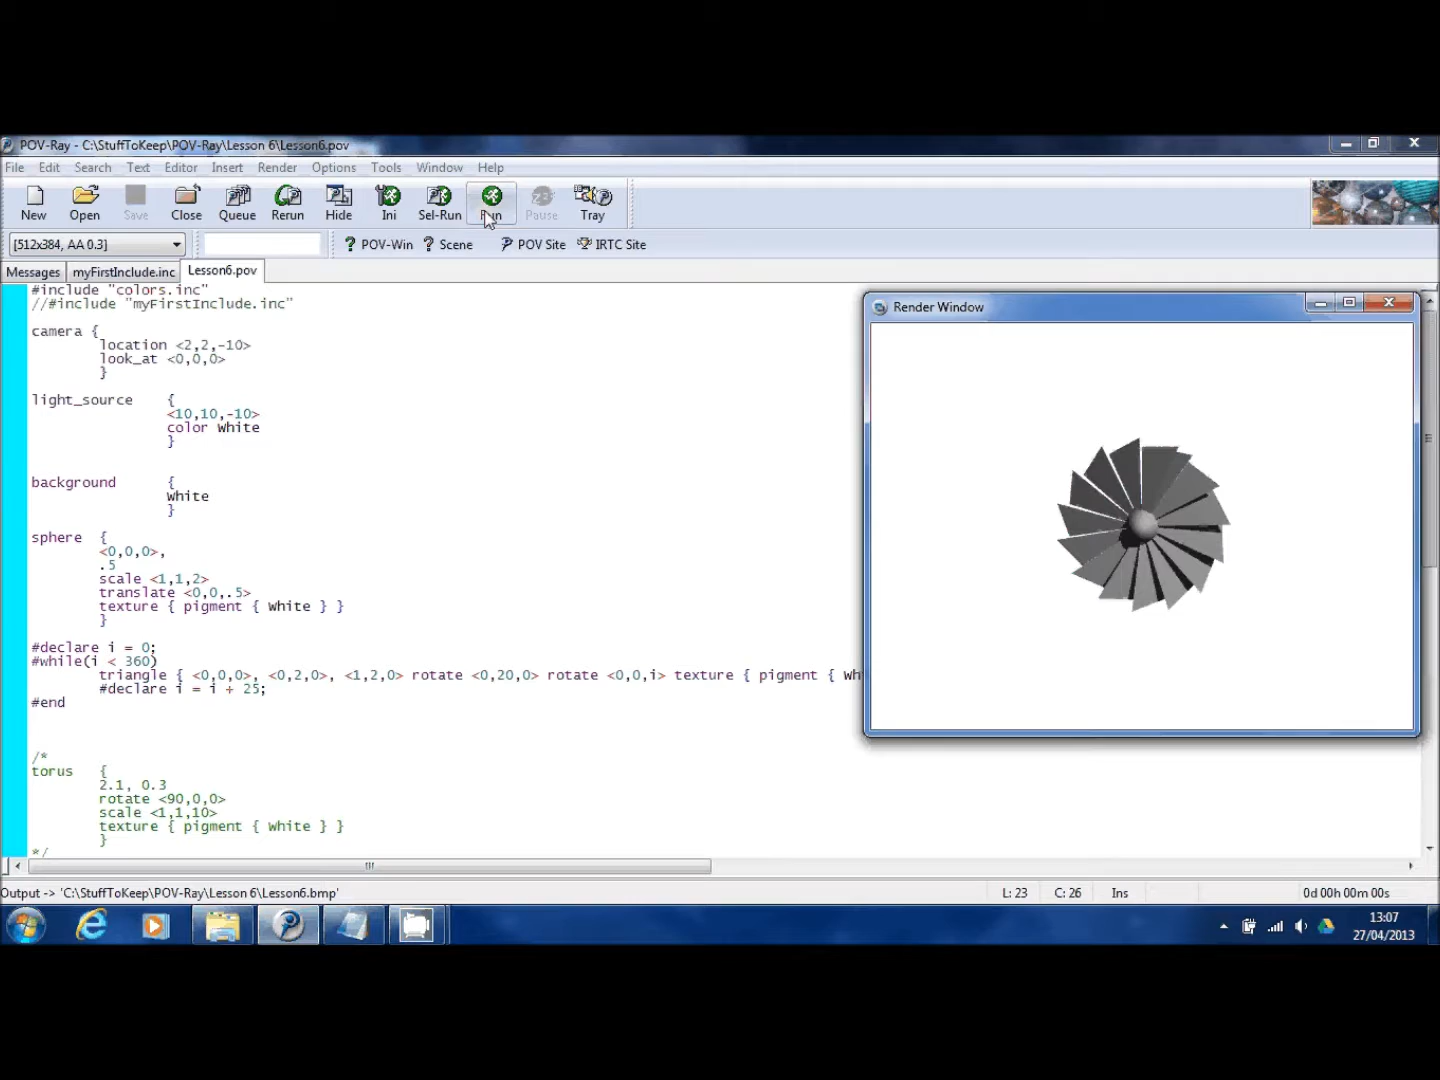 POV-Ray - C:\StuffToKeep\POV-Ray\Lesson 6\Lesson6.pov
File Edit Search Text Editor Insert Render Options Tools Window Help
New Open Save Close Queue Rerun Hide Ini Sel-Run Run Pause Tray
[512x384, AA 0.3] POV-Win Scene POV Site IRTC Site
Messages myFirstInclude.inc Lesson6.pov
#include "colors.inc"
//#include "myFirstInclude.inc"
camera {
location <2,2,-10>
look_at <0,0,0>
}
light_source {
<10,10,-10>
color White
}
background {
White
}
sphere {
<0,0,0>,
.5
scale <1,1,2>
translate <0,0,.5>
texture { pigment { White } }
}
#declare i = 0;
#while(i < 360)
triangle { <0,0,0>, <0,2,0>, <1,2,0> rotate <0,20,0> rotate <0,0,i> texture { pigment { Wh
#declare i = i + 25;
#end
/*
torus {
2.1, 0.3
rotate <90,0,0>
scale <1,1,10>
texture { pigment { White } }
}
*/
Render Window
Output -> 'C:\StuffToKeep\POV-Ray\Lesson 6\Lesson6.bmp' L: 23 C: 26 Ins 0d 00h 00m 00s
13:07
27/04/2013